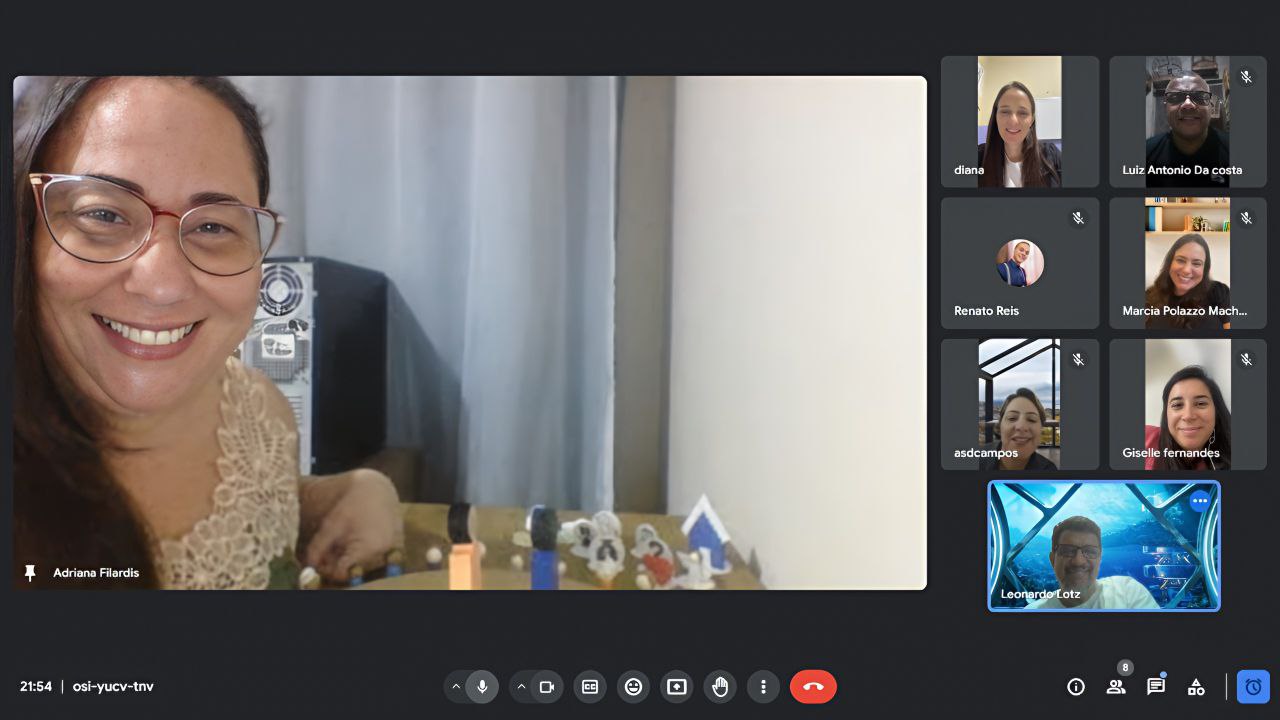 diana
Luiz Antonio Da costa
Renato Reis
Marcia Polazzo Mach...
asdcampos
Giselle fernandes
Adriana Filardis
Leonardo Lotz
21:54 | osi-yucv-tnv
CC
8